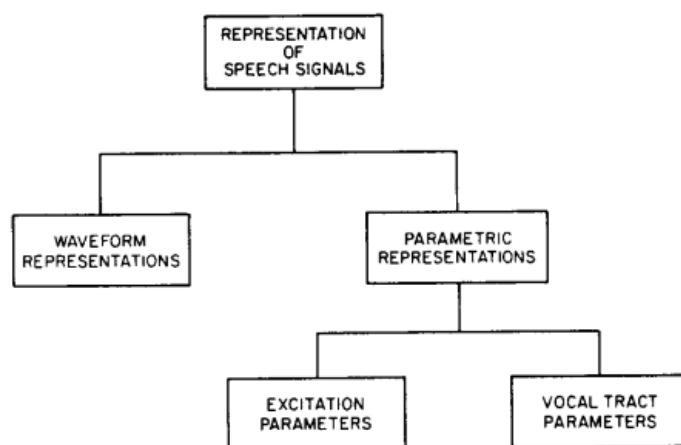 REPRESENTATION
OF
SPEECH SIGNALS
WAVEFORM
REPRESENTATIONS
PARAMETRIC
REPRESENTATIONS
EXCITATION
PARAMETERS
VOCAL TRACT
PARAMETERS